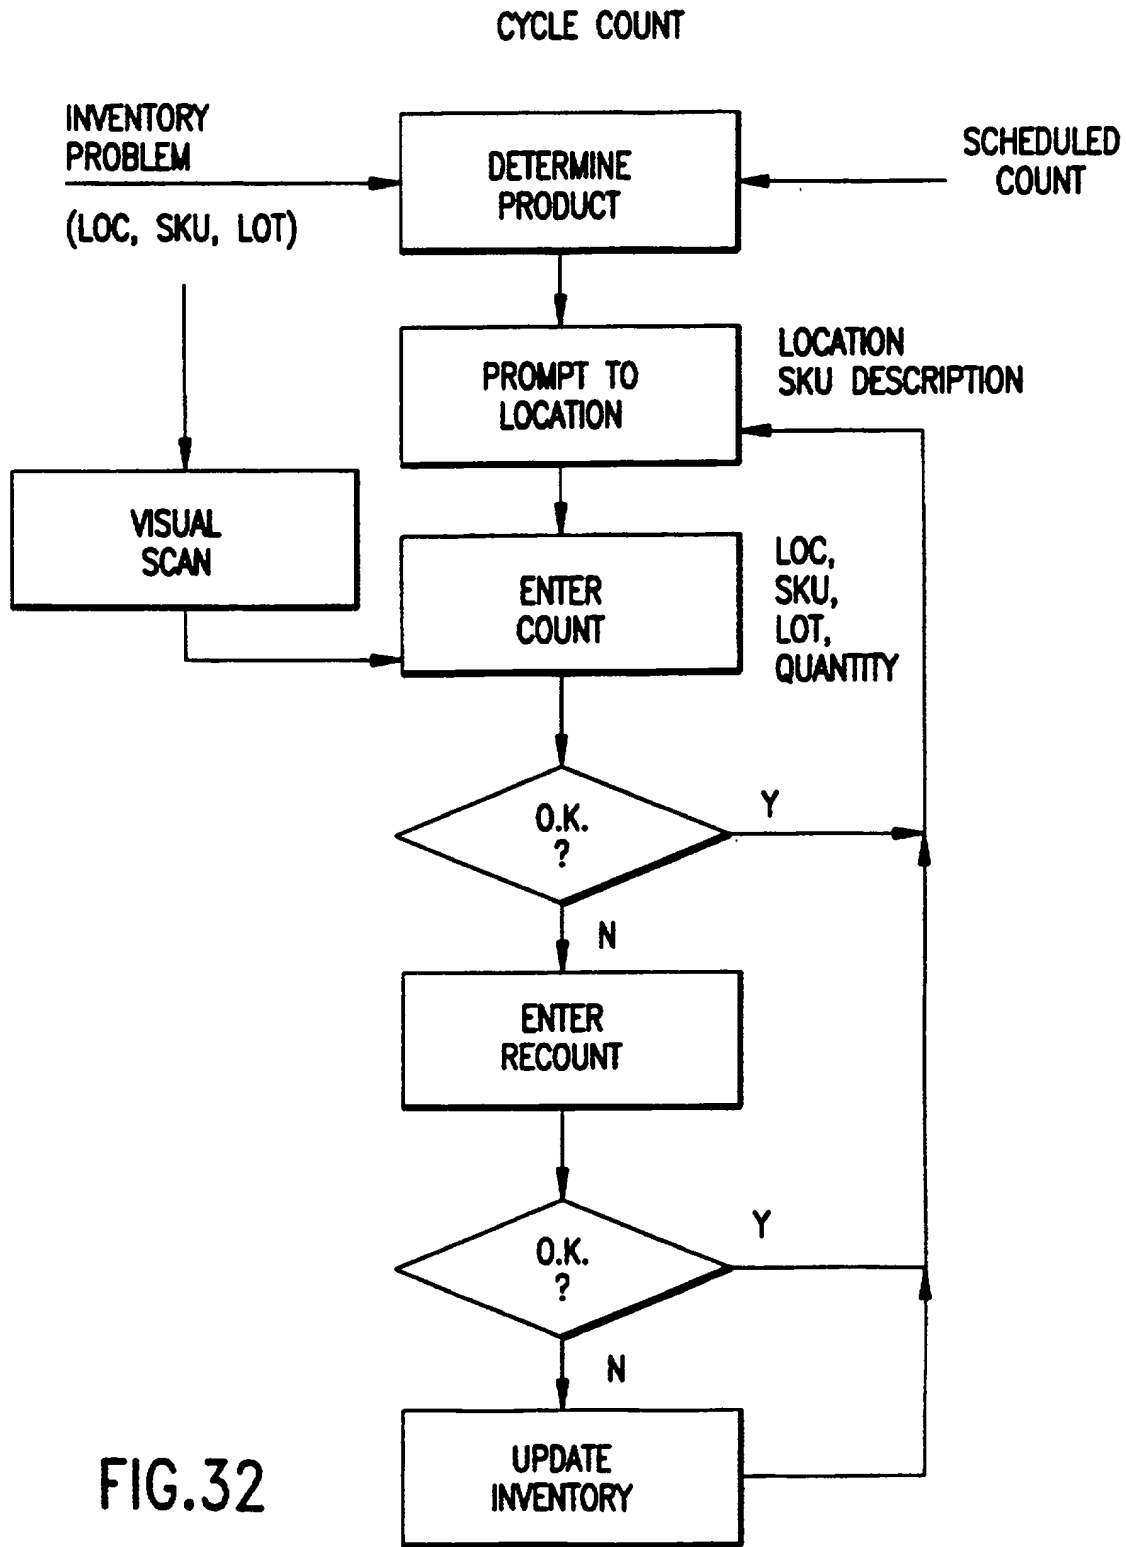 CYCLE COUNT
INVENTORY
PROBLEM
(LOC, SKU, LOT)
DETERMINE
PRODUCT
SCHEDULED
COUNT
PROMPT TO
LOCATION
LOCATION
SKU DESCRIPTION
VISUAL
SCAN
ENTER
COUNT
LOC,
SKU,
LOT,
QUANTITY
O.K.
?
Y
N
ENTER
RECOUNT
O.K.
?
Y
N
UPDATE
INVENTORY
FIG.32